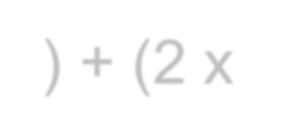 ) + (2 x